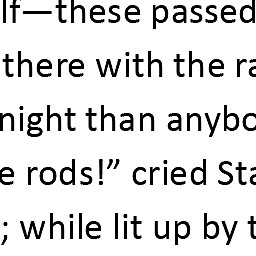 lf—these passed
there with the ra
night than anybo
e rods!” cried Sta
; while lit up by t